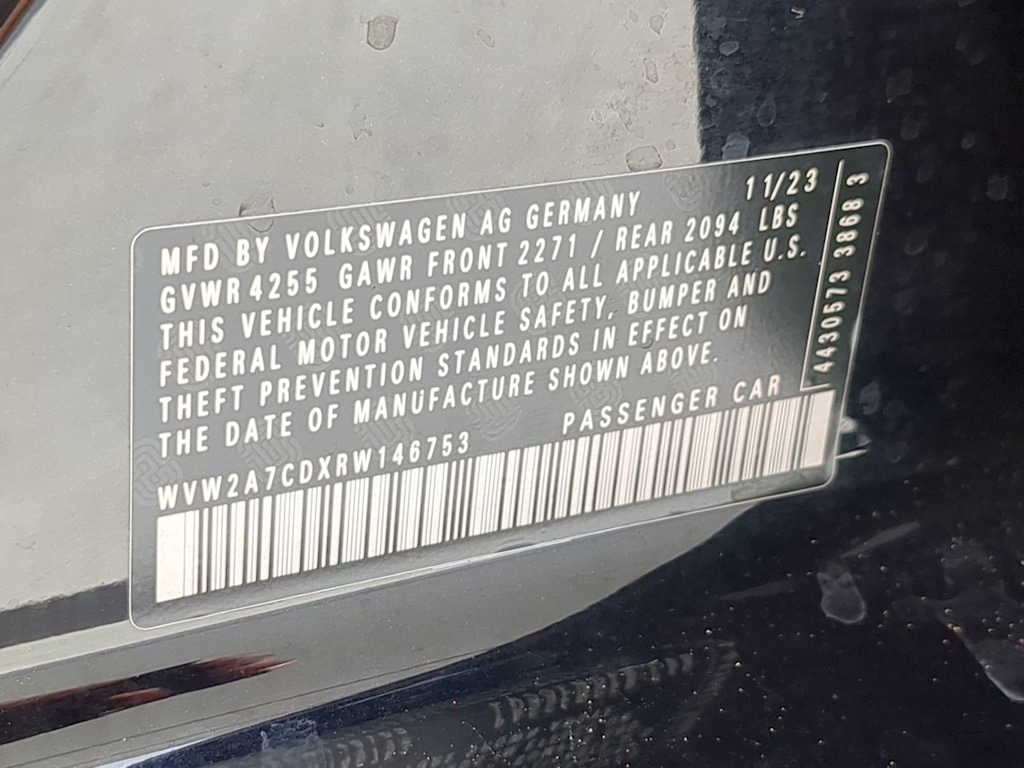 MFD BY VOLKSWAGEN AG GERMANY 11/23
GVWR 4255 GAWR FRONT 2271 / REAR 2094 LBS
THIS VEHICLE CONFORMS TO ALL APPLICABLE U.S.
FEDERAL MOTOR VEHICLE SAFETY, BUMPER AND
THEFT PREVENTION STANDARDS IN EFFECT ON
THE DATE OF MANUFACTURE SHOWN ABOVE.
WVW2A7CDXRW146753 PASSENGER CAR
4430573 3868 3